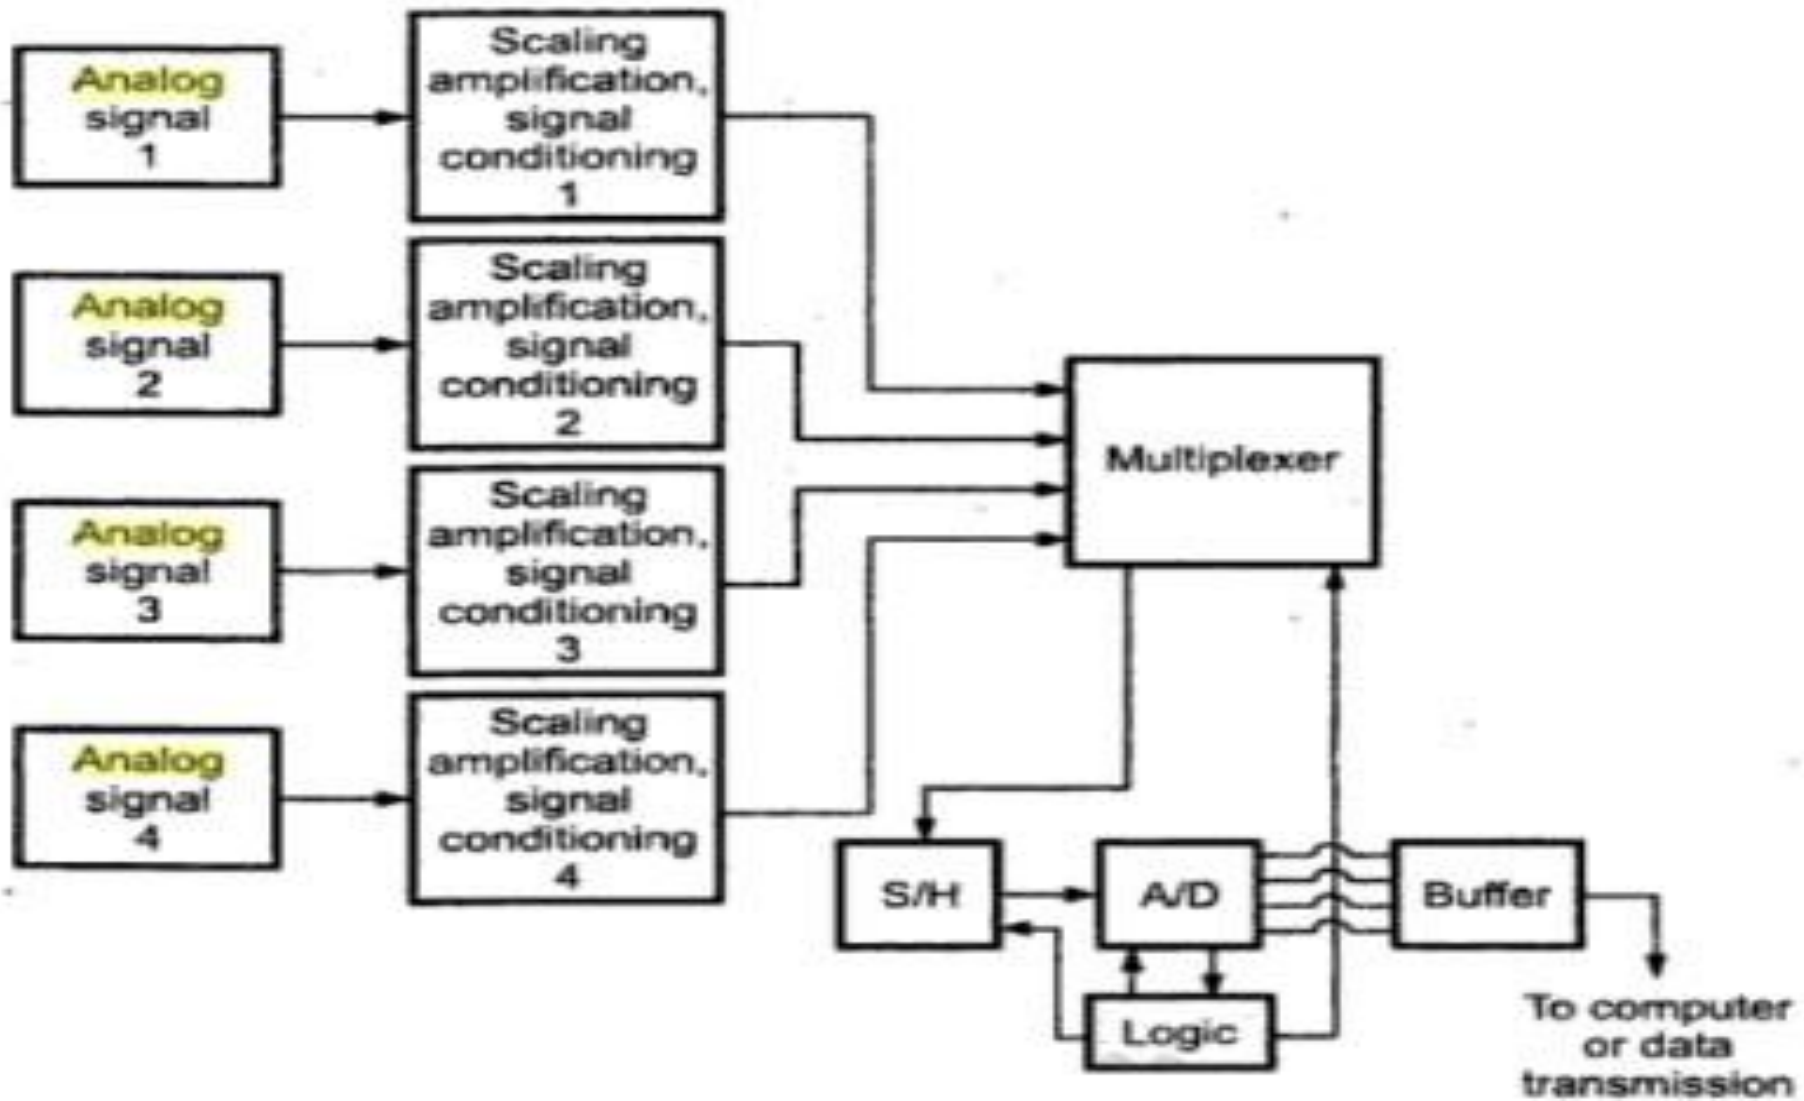 Analog
signal
1
Scaling
amplification,
signal
conditioning
1
Analog
signal
2
Scaling
amplification,
signal
conditioning
2
Analog
signal
3
Scaling
amplification,
signal
conditioning
3
Analog
signal
4
Scaling
amplification,
signal
conditioning
4
Multiplexer
S/H
A/D
Buffer
Logic
To computer
or data
transmission